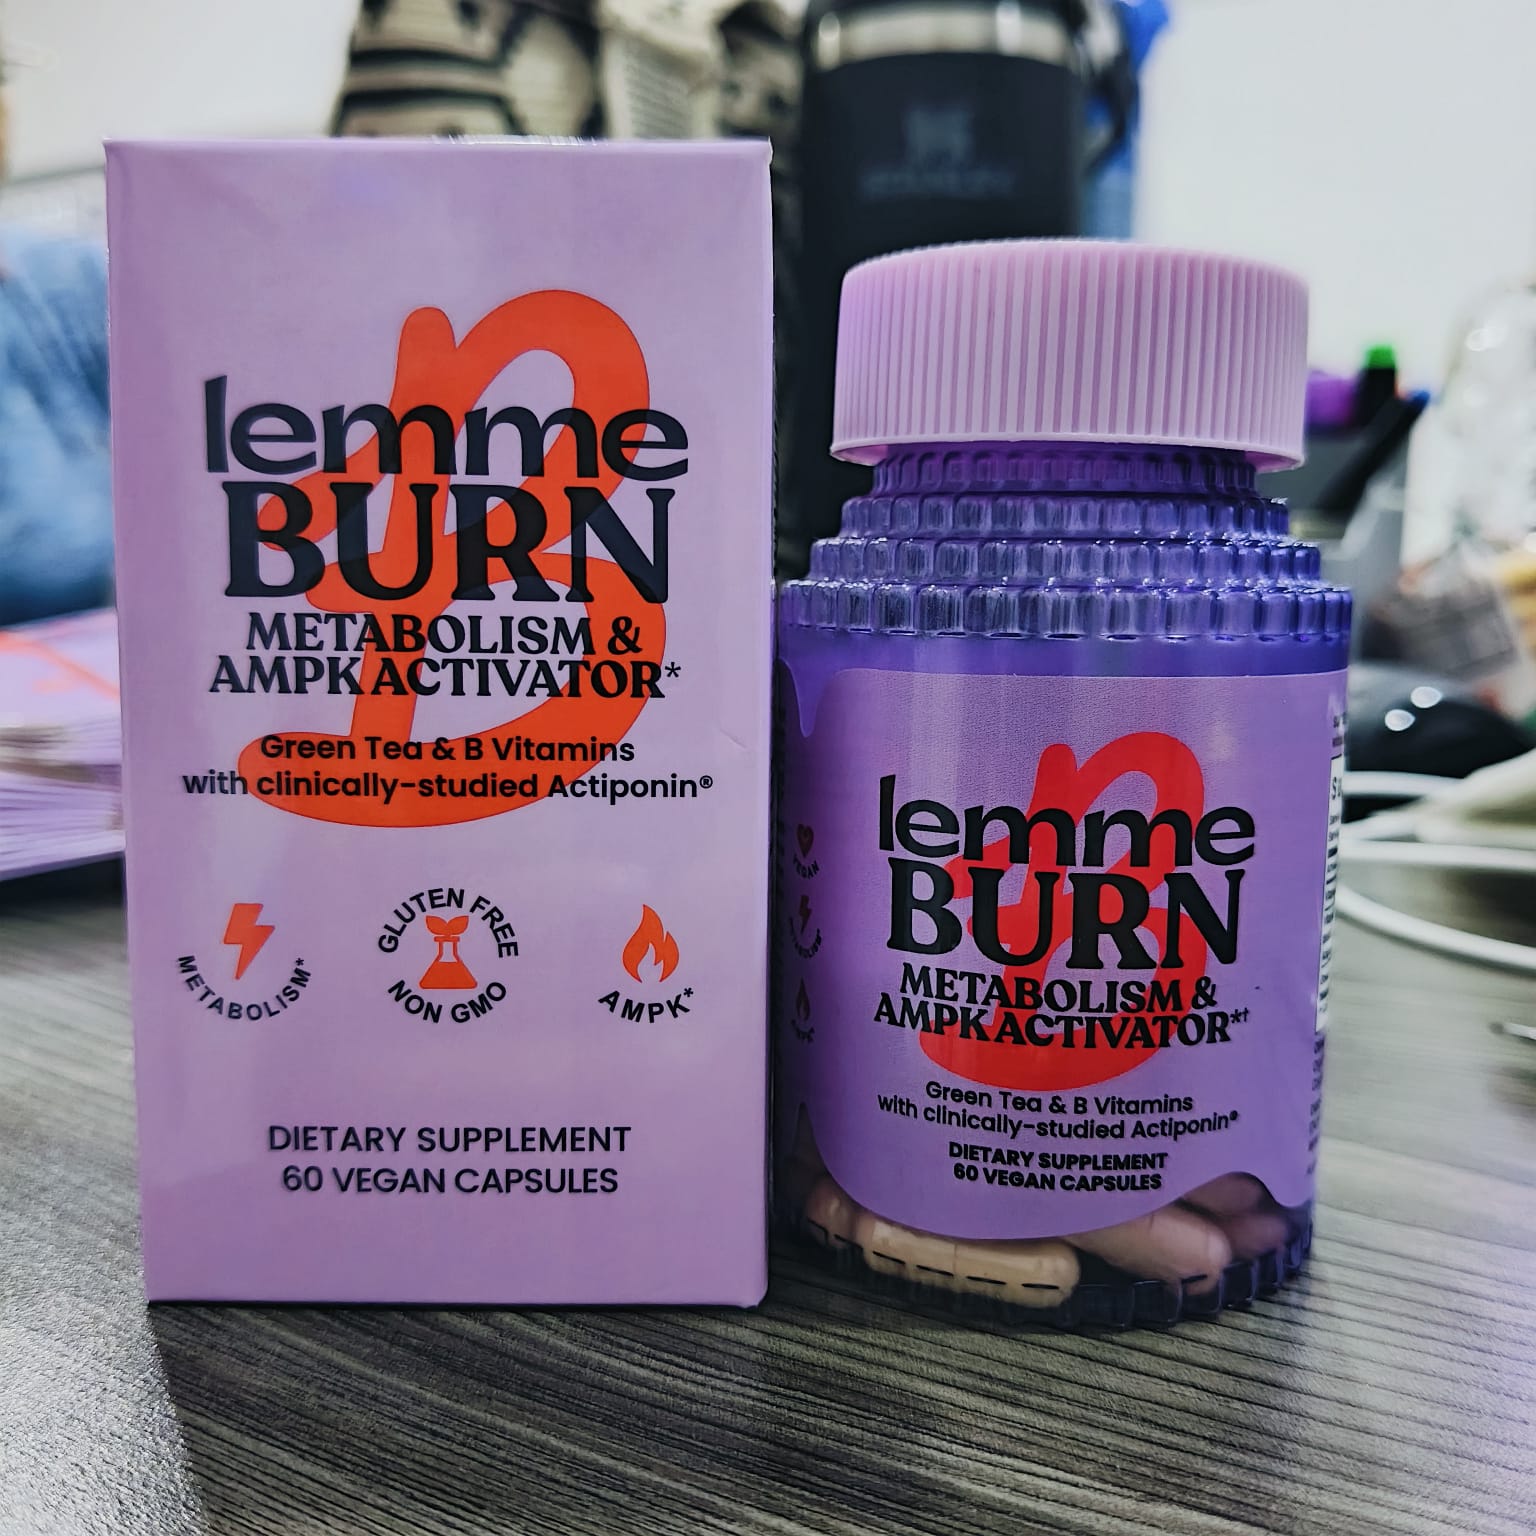 lemme
BURN
METABOLISM &
AMPK ACTIVATOR*
Green Tea & B Vitamins
with clinically-studied Actiponin®
METABOLISM*
GLUTEN FREE
NON GMO
AMPK*
DIETARY SUPPLEMENT
60 VEGAN CAPSULES
STANLEY
lemme
BURN
METABOLISM &
AMPK ACTIVATOR*†
Green Tea & B Vitamins
with clinically-studied Actiponin®
DIETARY SUPPLEMENT
60 VEGAN CAPSULES
VEGAN